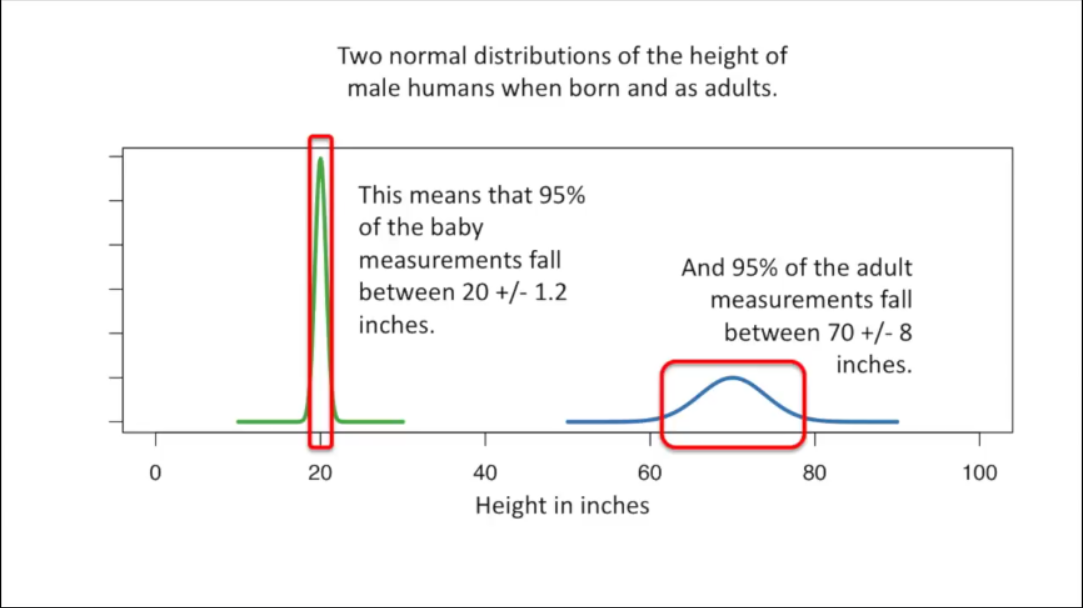 Two normal distributions of the height of
male humans when born and as adults.
This means that 95%
of the baby
measurements fall
between 20 +/- 1.2
inches.
And 95% of the adult
measurements fall
between 70 +/- 8
inches.
0 20 40 60 80 100
Height in inches